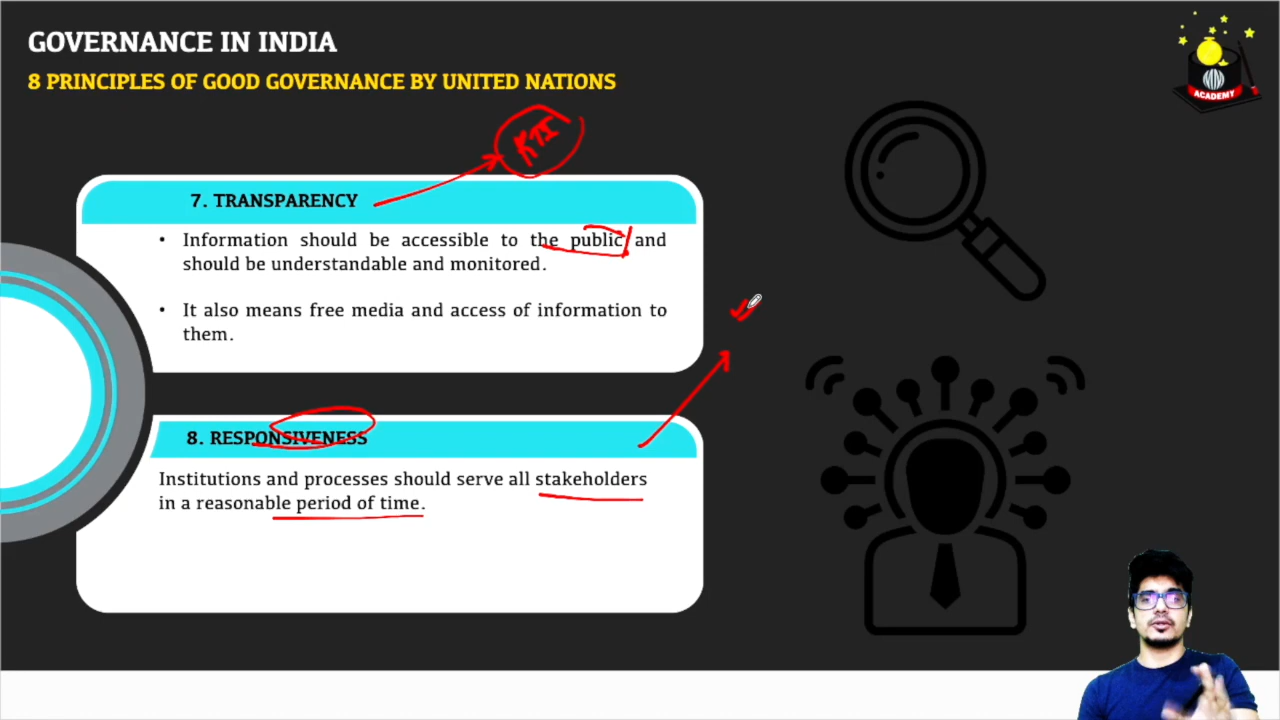 GOVERNANCE IN INDIA
8 PRINCIPLES OF GOOD GOVERNANCE BY UNITED NATIONS
ACADEMY
RTI
7. TRANSPARENCY
• Information should be accessible to the public and
should be understandable and monitored.
• It also means free media and access of information to
them.
8. RESPONSIVENESS
Institutions and processes should serve all stakeholders
in a reasonable period of time.